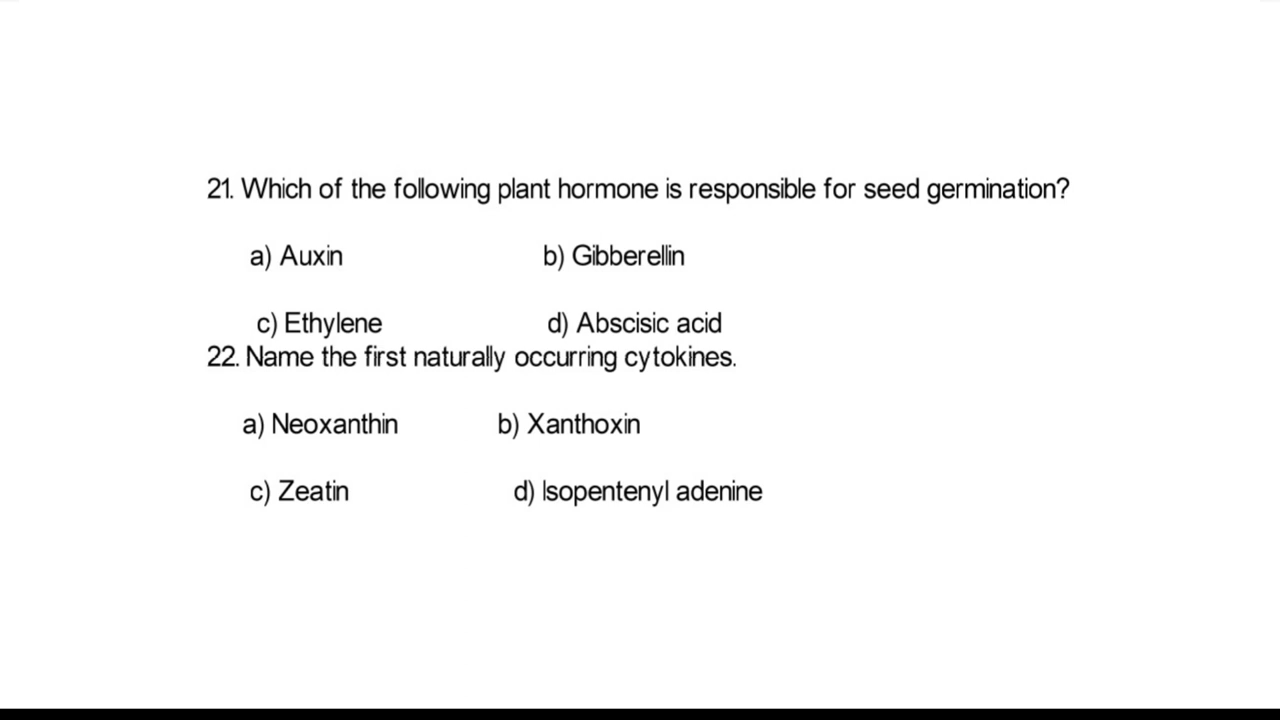 21. Which of the following plant hormone is responsible for seed germination?
a) Auxin b) Gibberellin
c) Ethylene d) Abscisic acid
22. Name the first naturally occurring cytokines.
a) Neoxanthin b) Xanthoxin
c) Zeatin d) Isopentenyl adenine